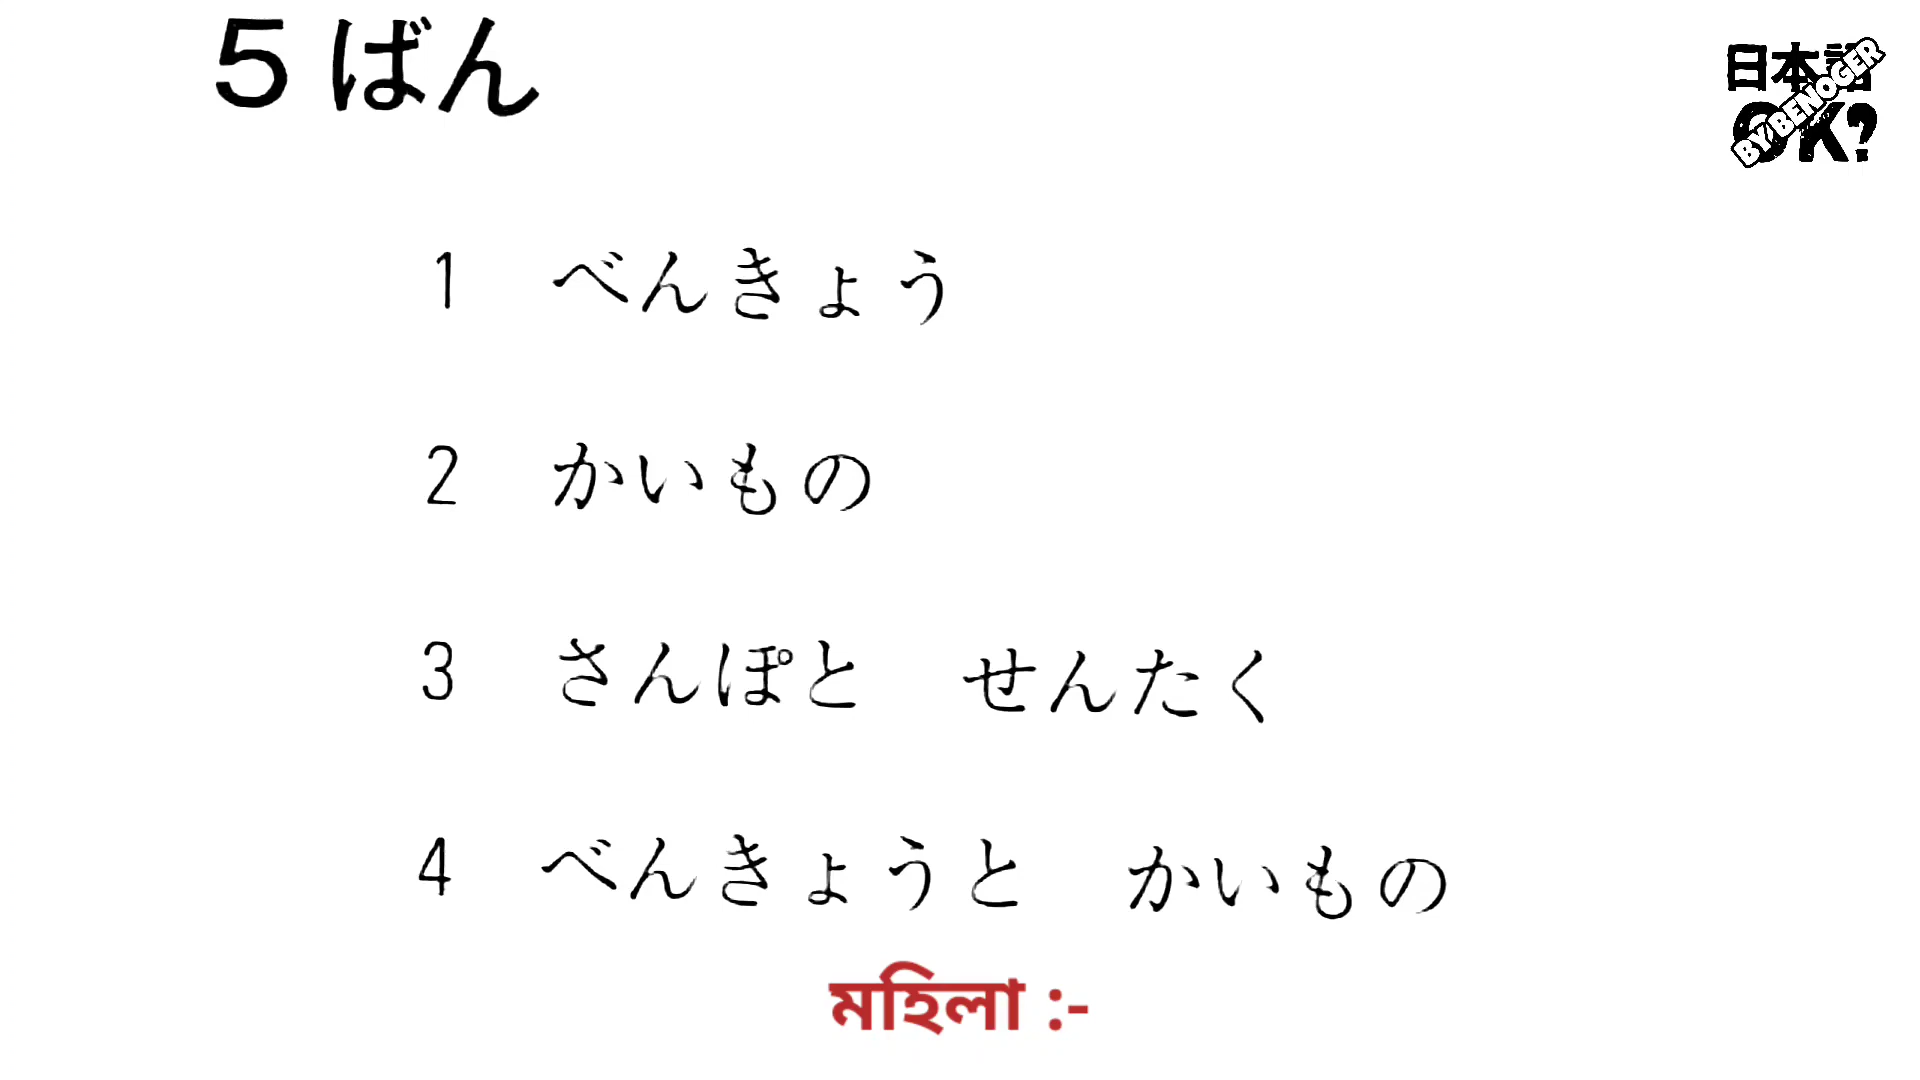 ５ばん
日本語
OK?
BY BENOGER
1 べんきょう
2 かいもの
3 さんぽと せんたく
4 べんきょうと かいもの
মহিলা :-